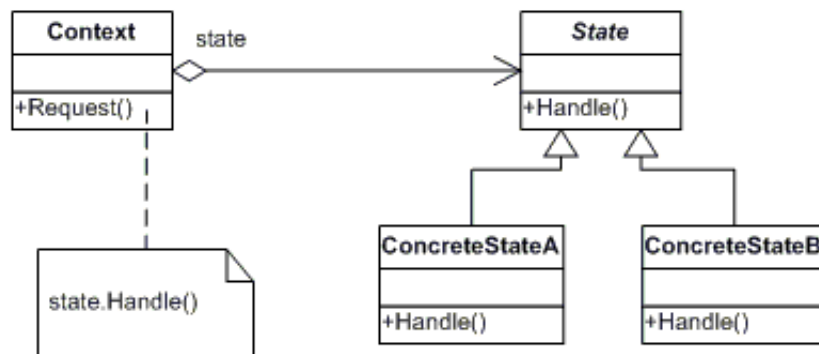 Context
state
State
+Request()
+Handle()
ConcreteStateA
ConcreteStateB
state.Handle()
+Handle()
+Handle()